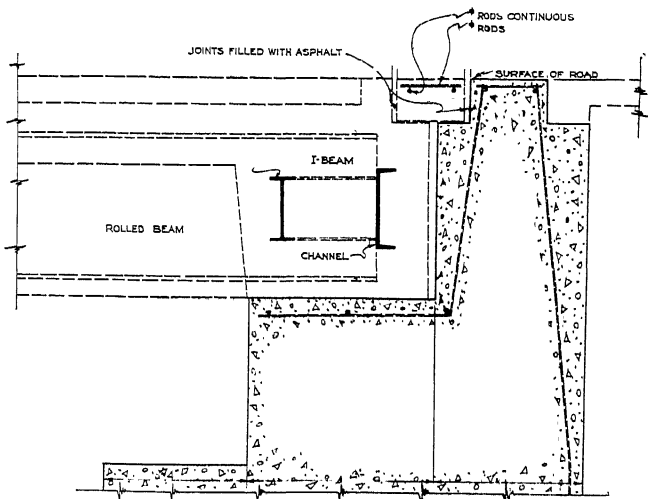 RODS CONTINUOUS
RODS
JOINTS FILLED WITH ASPHALT
SURFACE OF ROAD
I-BEAM
ROLLED BEAM
CHANNEL